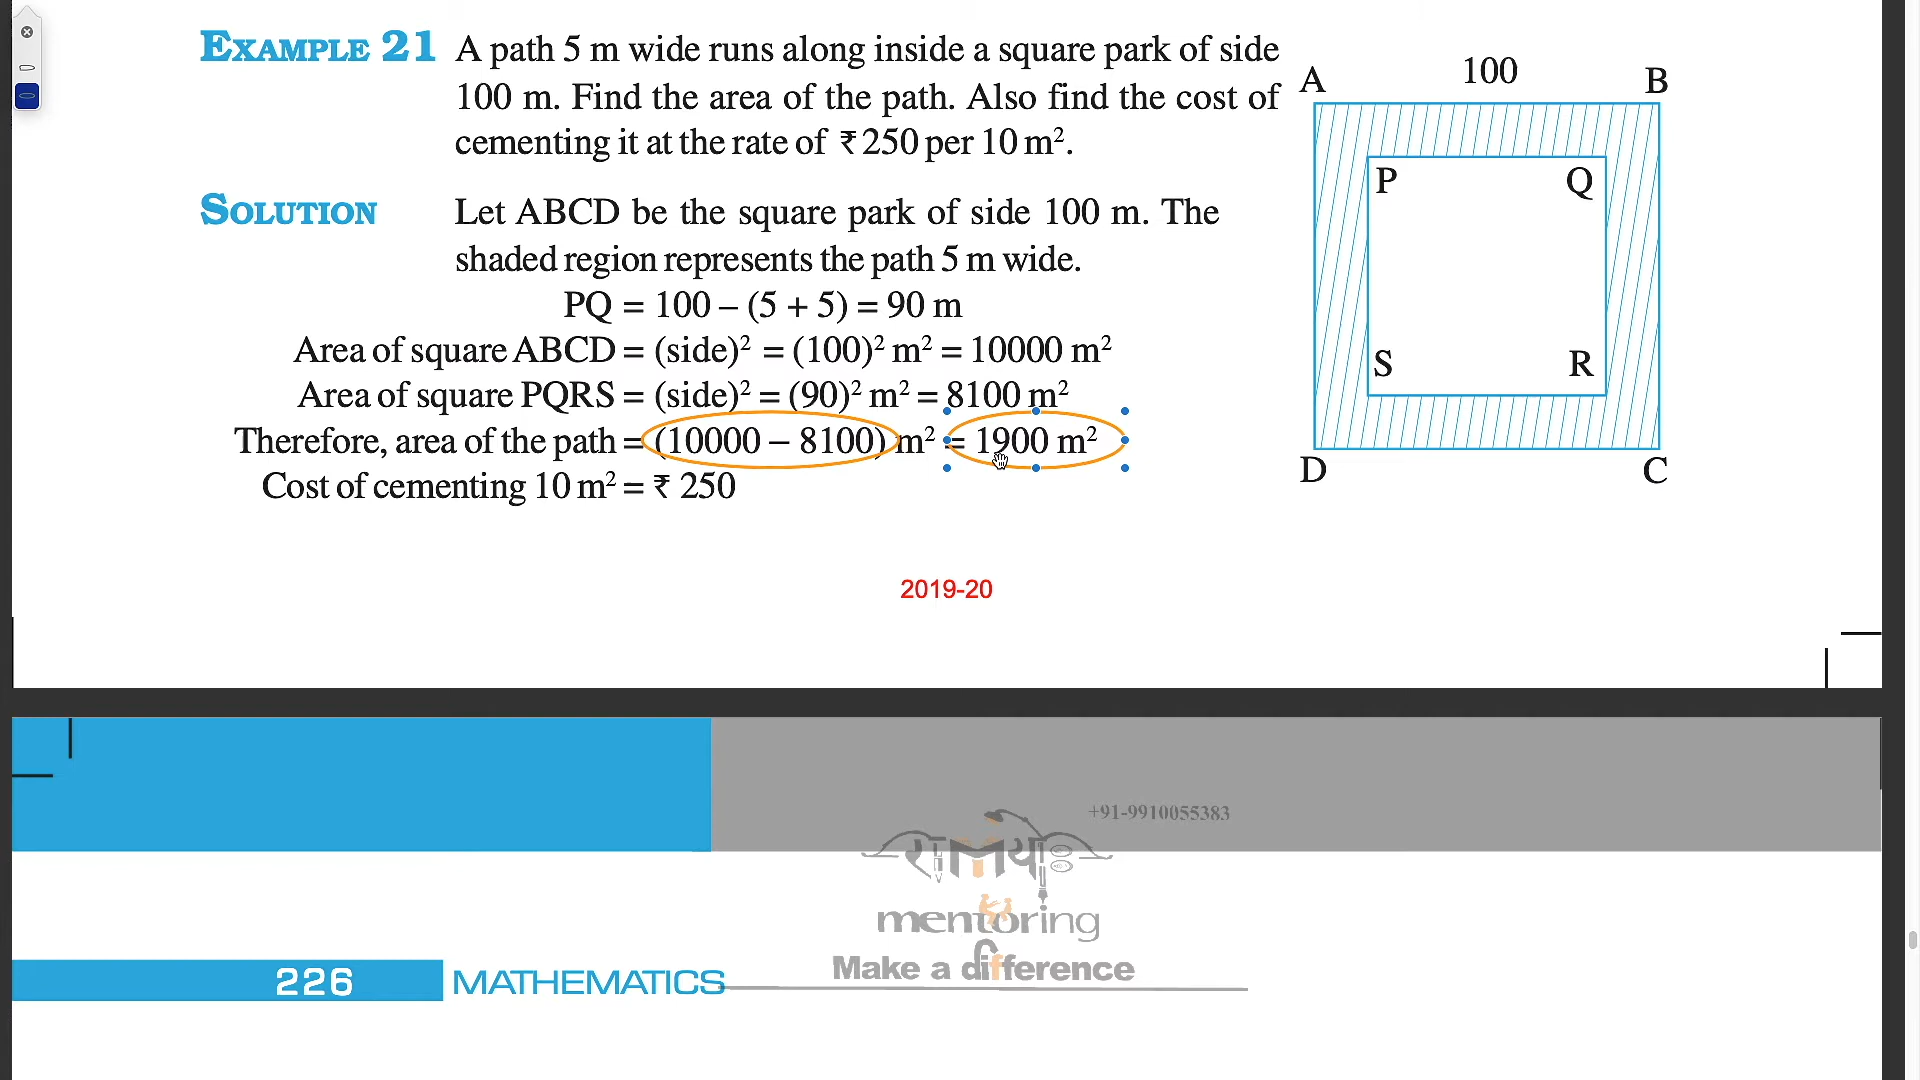 EXAMPLE 21 A path 5 m wide runs along inside a square park of side
100 m. Find the area of the path. Also find the cost of
cementing it at the rate of ₹ 250 per 10 m².
SOLUTION Let ABCD be the square park of side 100 m. The
shaded region represents the path 5 m wide.
PQ = 100 – (5 + 5) = 90 m
Area of square ABCD = (side)² = (100)² m² = 10000 m²
Area of square PQRS = (side)² = (90)² m² = 8100 m²
Therefore, area of the path = (10000 – 8100) m² = 1900 m²
Cost of cementing 10 m² = ₹ 250
A 100 B
P Q
S R
D C
2019-20
+91-9910055383
mentoring
Make a difference
226 MATHEMATICS